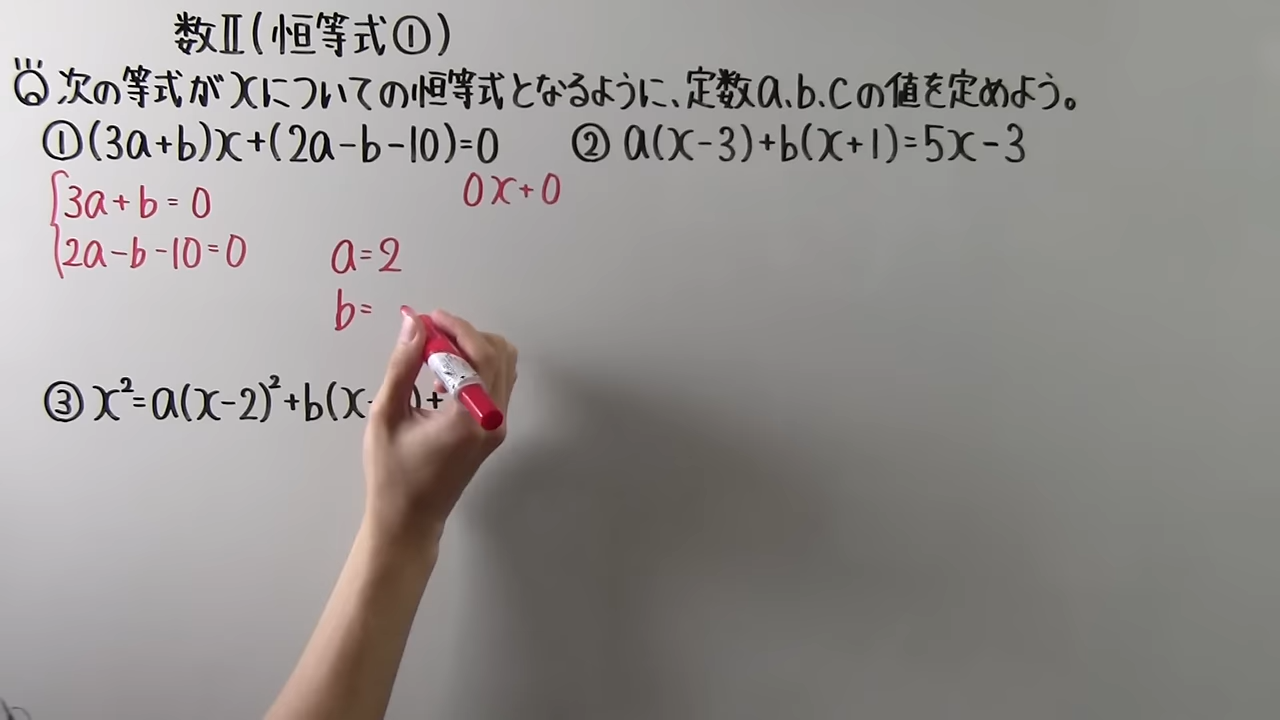 数Ⅱ(恒等式①)
Q 次の等式がxについての恒等式となるように、定数a、b、cの値を定めよう。
①(3a+b)x+(2a-b-10)=0 ② a(x-3)+b(x+1)=5x-3
0x+0
3a+b=0
2a-b-10=0
a=2
b=
③ x²=a(x-2)²+b(x- )+